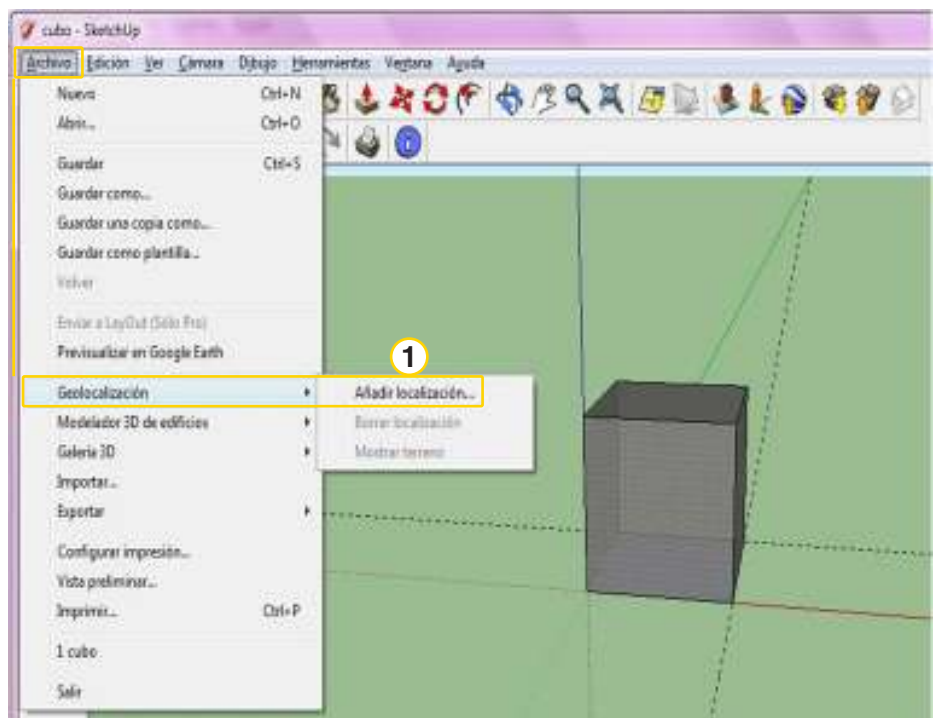 cubo - SketchUp
Archivo Edición Ver Cámara Dibujo Herramientas Ventana Ayuda
Nuevo Ctrl+N
Abrir... Ctrl+O
Guardar Ctrl+S
Guardar como...
Guardar una copia como...
Guardar como plantilla...
Volver
Enviar a LayOut (Sólo Pro)
Previsualizar en Google Earth
1
Geolocalización Añadir localización...
Modelador 3D de edificios Borrar localización
Galería 3D Mostrar terreno
Importar...
Exportar
Configurar impresión...
Vista preliminar...
Imprimir... Ctrl+P
1 cubo
Salir